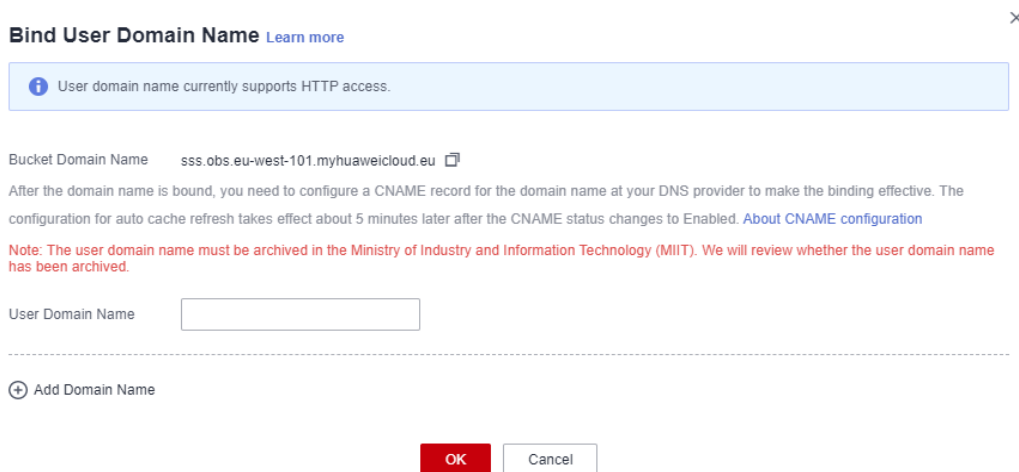 Bind User Domain Name Learn more
User domain name currently supports HTTP access.
Bucket Domain Name sss.obs.eu-west-101.myhuaweicloud.eu
After the domain name is bound, you need to configure a CNAME record for the domain name at your DNS provider to make the binding effective. The
configuration for auto cache refresh takes effect about 5 minutes later after the CNAME status changes to Enabled. About CNAME configuration
Note: The user domain name must be archived in the Ministry of Industry and Information Technology (MIIT). We will review whether the user domain name
has been archived.
User Domain Name
Add Domain Name
OK Cancel